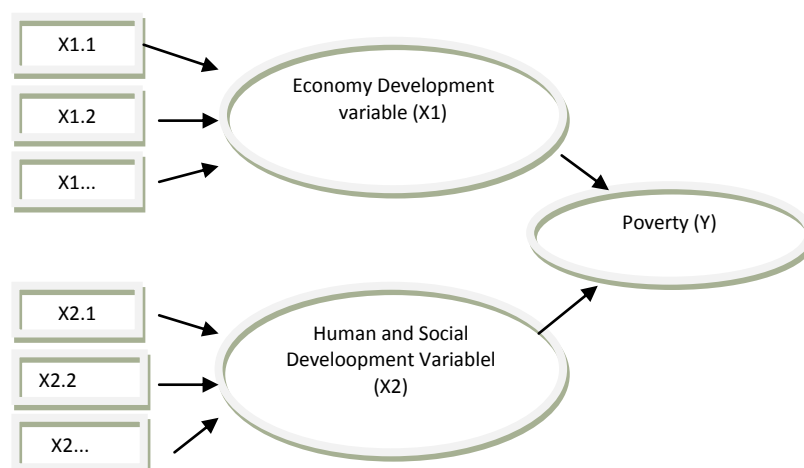 X1.1
X1.2
X1...
Economy Development
variable (X1)
Poverty (Y)
X2.1
X2.2
X2...
Human and Social
Develoopment Variablel
(X2)